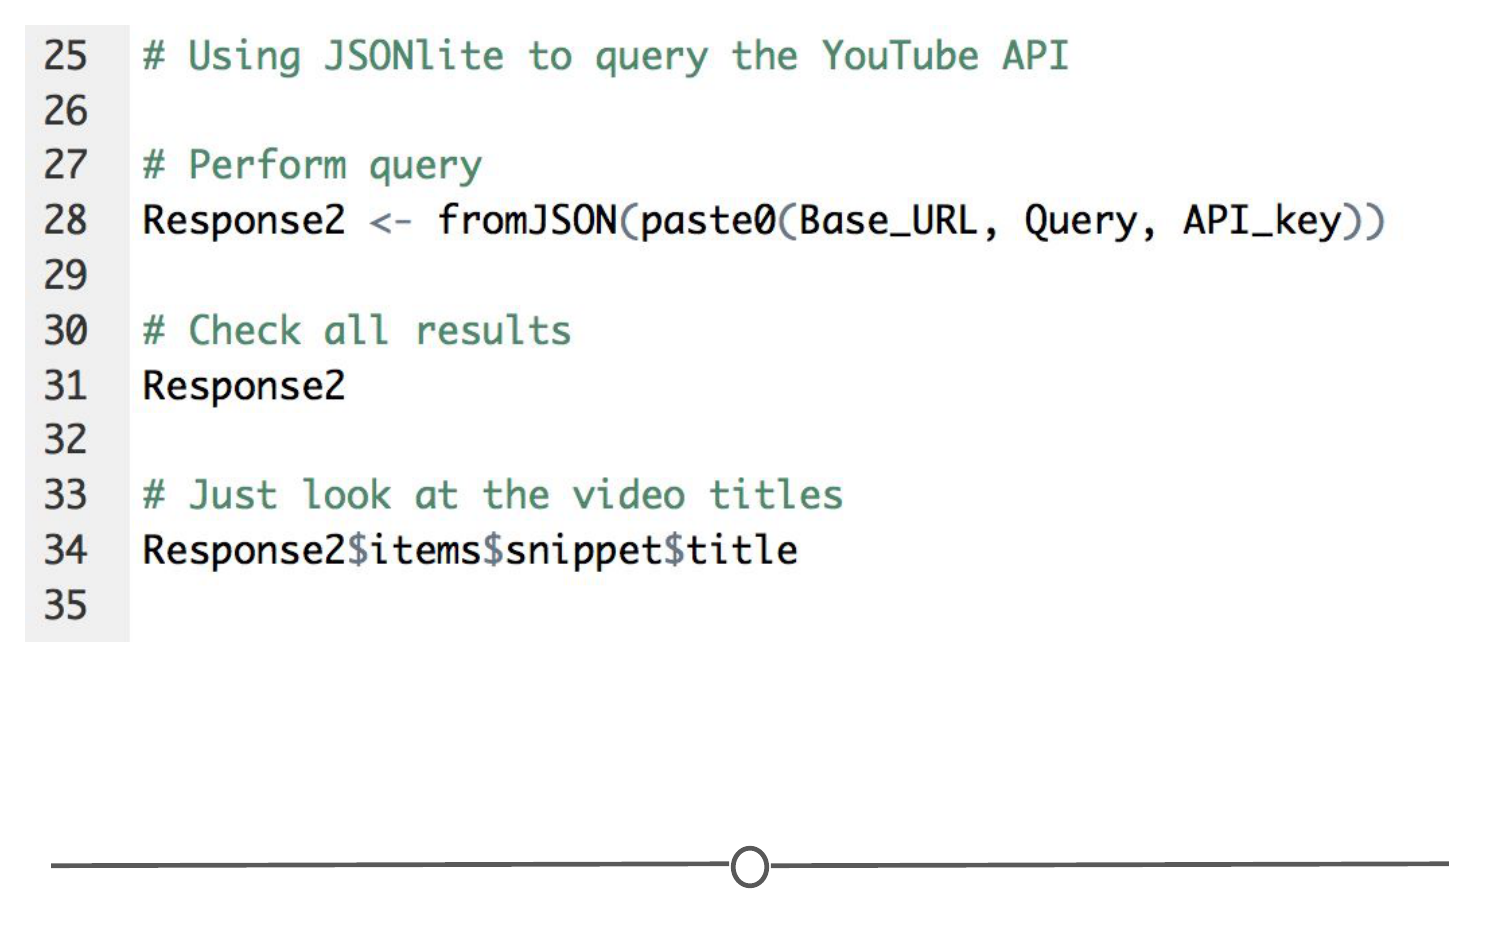 25 # Using JSONlite to query the YouTube API
26
27 # Perform query
28 Response2 <- fromJSON(paste0(Base_URL, Query, API_key))
29
30 # Check all results
31 Response2
32
33 # Just look at the video titles
34 Response2$items$snippet$title
35